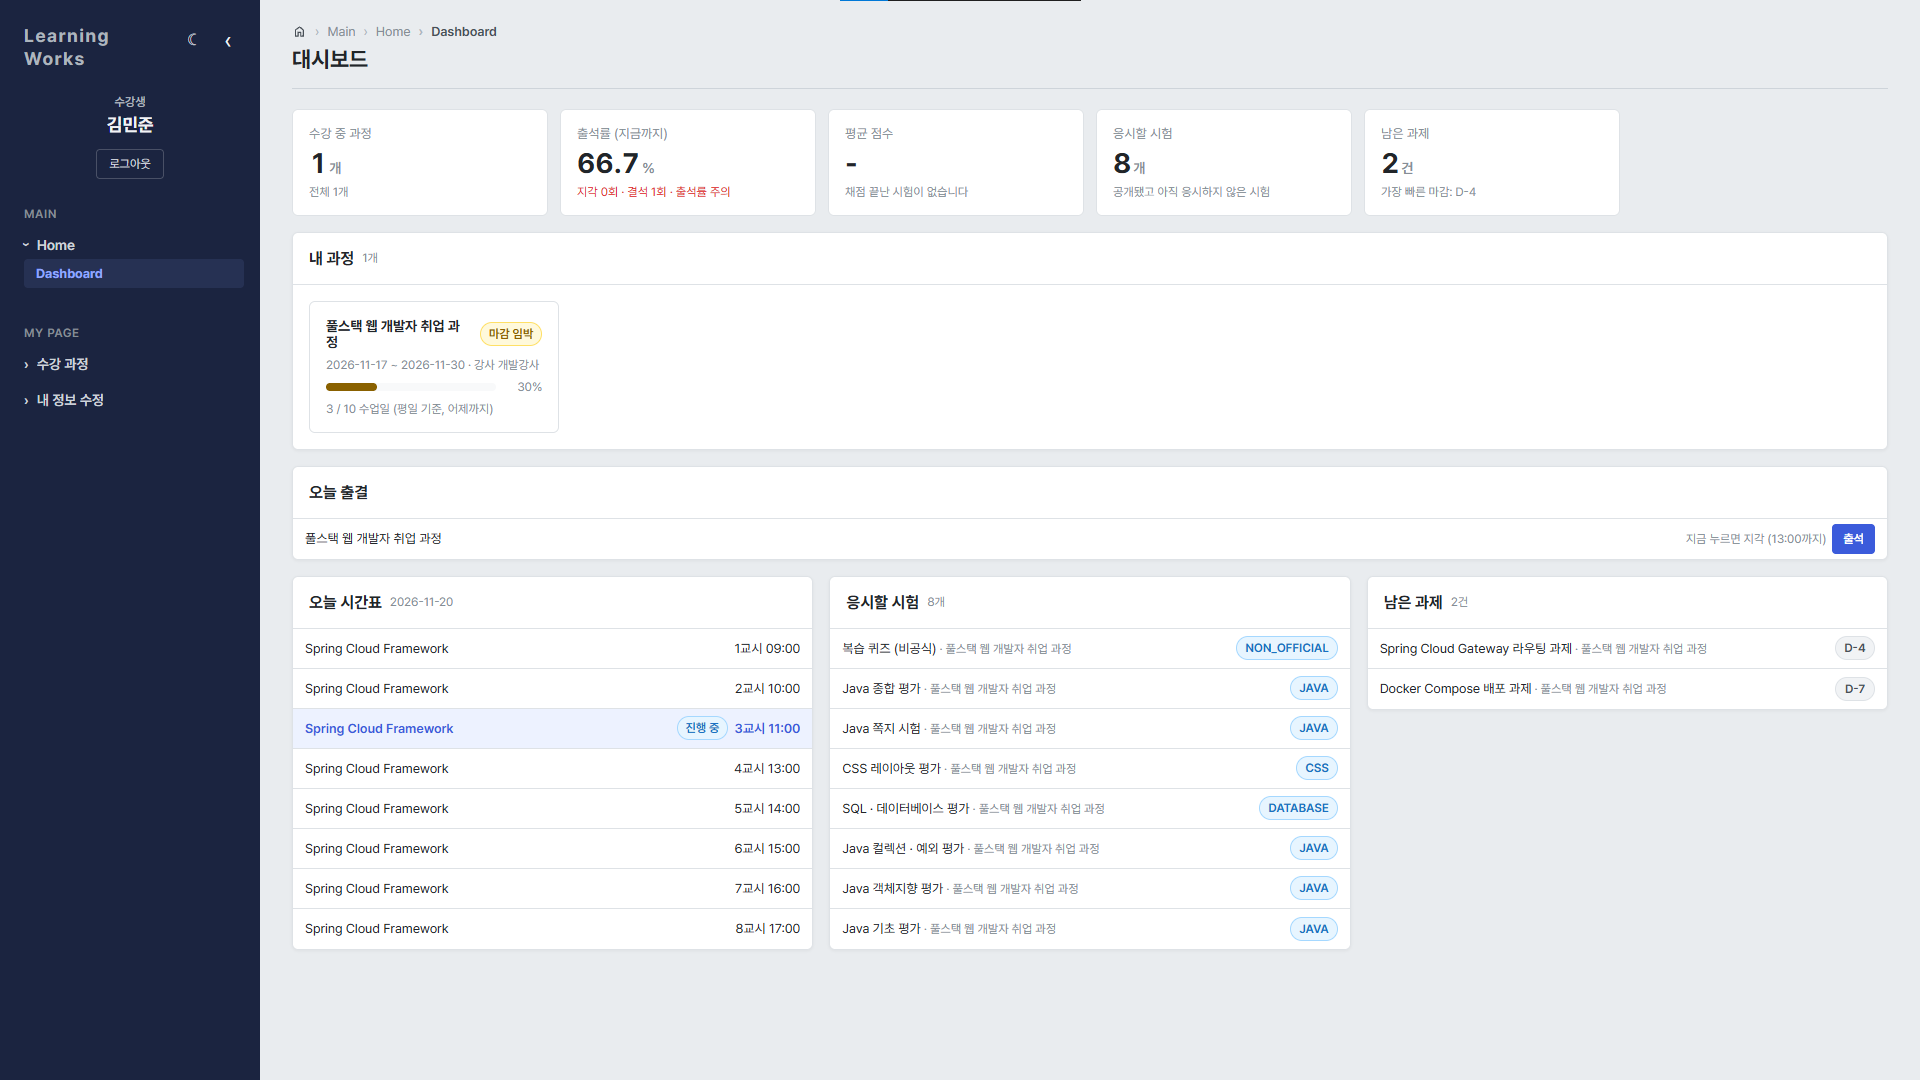 Learning
Works
수강생
김민준
로그아웃
MAIN
Home
Dashboard
MY PAGE
수강 과정
내 정보 수정
Main › Home › Dashboard
대시보드
수강 중 과정
1 개
전체 1개
출석률 (지금까지)
66.7 %
지각 0회 · 결석 1회 · 출석률 주의
평균 점수
-
채점 끝난 시험이 없습니다
응시할 시험
8 개
공개됐고 아직 응시하지 않은 시험
남은 과제
2 건
가장 빠른 마감: D-4
내 과정 1개
풀스택 웹 개발자 취업 과
정
마감 임박
2026-11-17 ~ 2026-11-30 · 강사 개발강사
30%
3 / 10 수업일 (평일 기준, 어제까지)
오늘 출결
풀스택 웹 개발자 취업 과정 지금 누르면 지각 (13:00까지) 출석
오늘 시간표 2026-11-20
Spring Cloud Framework 1교시 09:00
Spring Cloud Framework 2교시 10:00
Spring Cloud Framework 진행 중 3교시 11:00
Spring Cloud Framework 4교시 13:00
Spring Cloud Framework 5교시 14:00
Spring Cloud Framework 6교시 15:00
Spring Cloud Framework 7교시 16:00
Spring Cloud Framework 8교시 17:00
응시할 시험 8개
복습 퀴즈 (비공식) · 풀스택 웹 개발자 취업 과정 NON_OFFICIAL
Java 종합 평가 · 풀스택 웹 개발자 취업 과정 JAVA
Java 쪽지 시험 · 풀스택 웹 개발자 취업 과정 JAVA
CSS 레이아웃 평가 · 풀스택 웹 개발자 취업 과정 CSS
SQL · 데이터베이스 평가 · 풀스택 웹 개발자 취업 과정 DATABASE
Java 컬렉션 · 예외 평가 · 풀스택 웹 개발자 취업 과정 JAVA
Java 객체지향 평가 · 풀스택 웹 개발자 취업 과정 JAVA
Java 기초 평가 · 풀스택 웹 개발자 취업 과정 JAVA
남은 과제 2건
Spring Cloud Gateway 라우팅 과제 · 풀스택 웹 개발자 취업 과정 D-4
Docker Compose 배포 과제 · 풀스택 웹 개발자 취업 과정 D-7